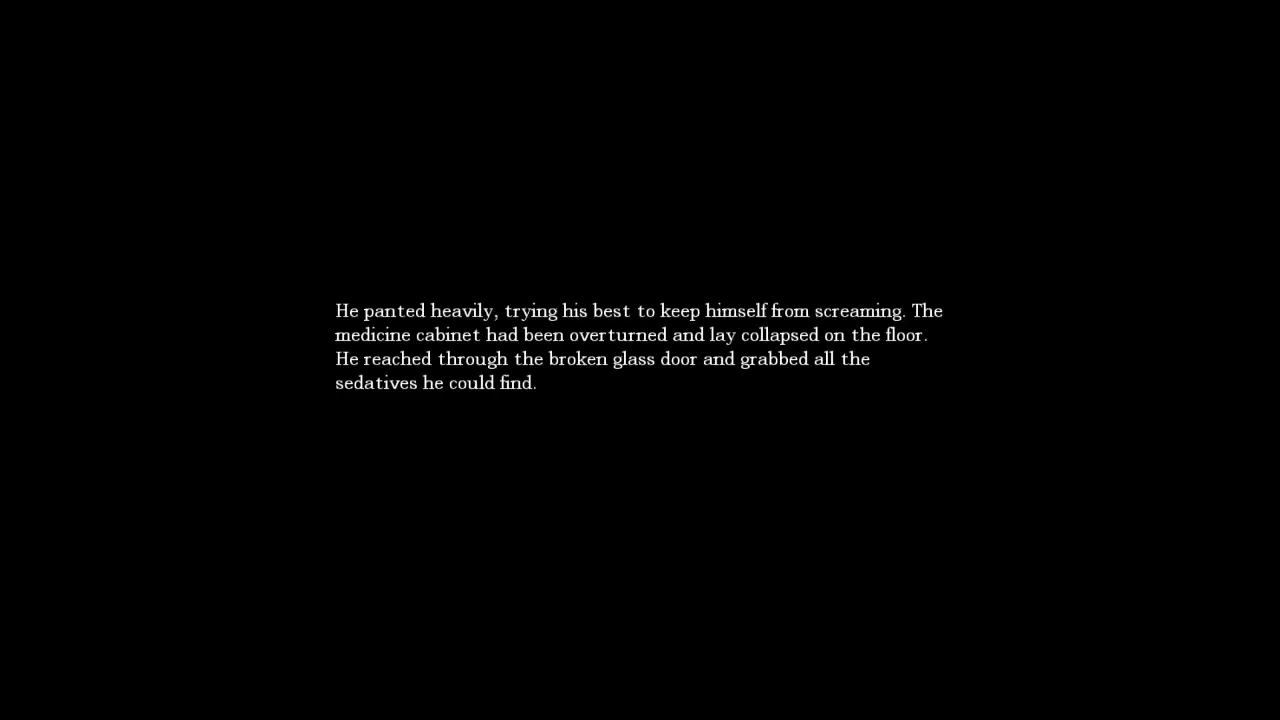 He panted heavily, trying his best to keep himself from screaming. The
medicine cabinet had been overturned and lay collapsed on the floor.
He reached through the broken glass door and grabbed all the
sedatives he could find.